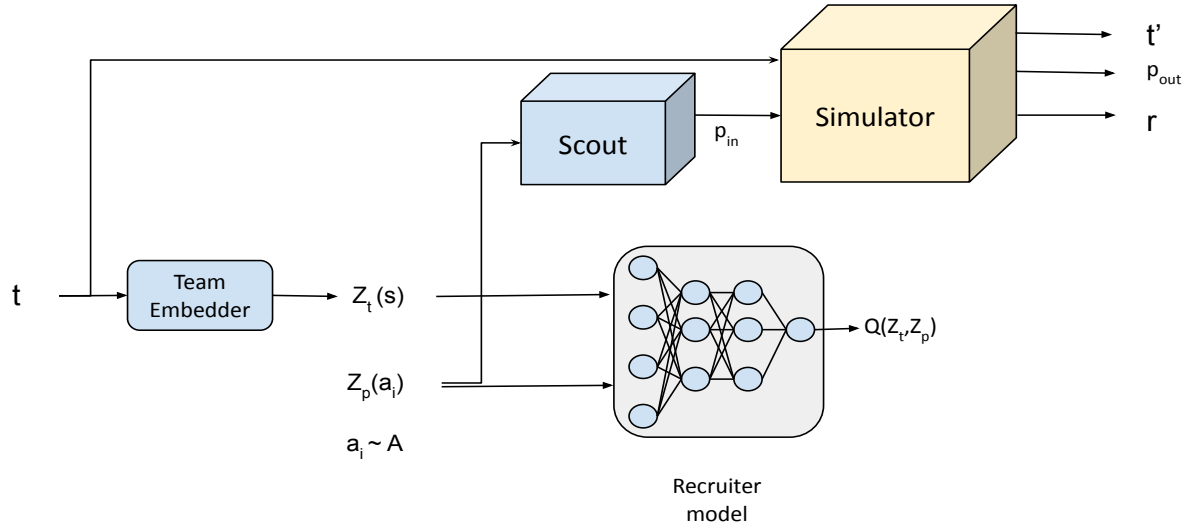 t’
p_out
Simulator
Scout
p_in
r
Team
Embedder
t
Z_t(s)
Q(Z_t,Z_p)
Z_p(a_i)
a_i ~ A
Recruiter
model